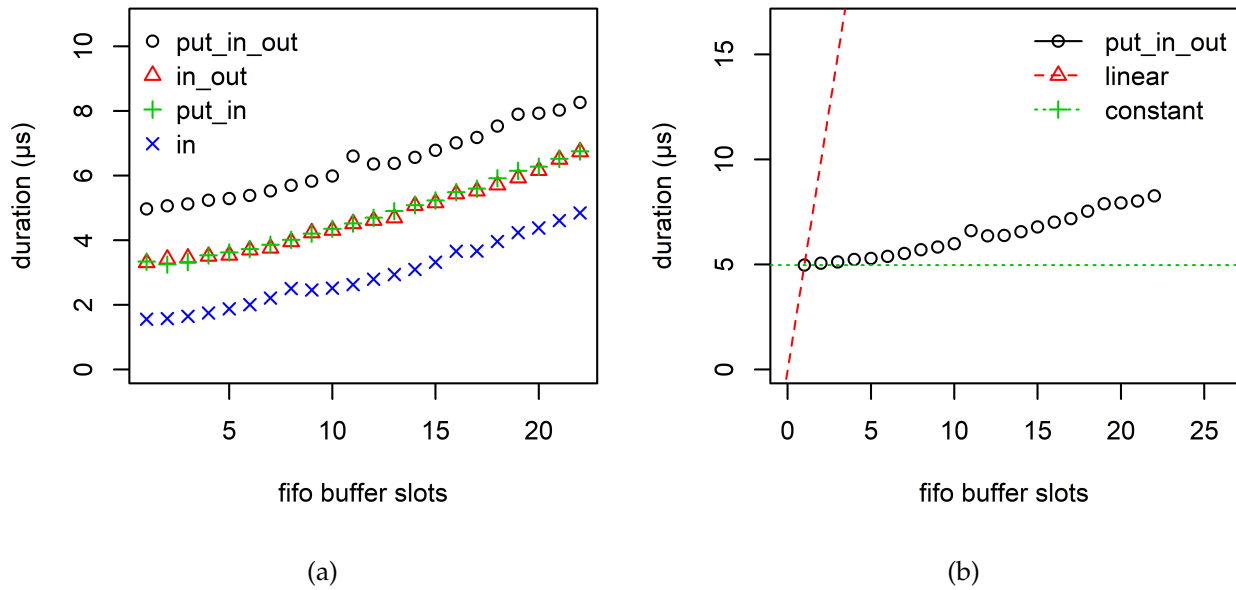 put_in_out
in_out
put_in
in
duration (µs)
0
2
4
6
8
10
5
10
15
20
fifo buffer slots
(a)
put_in_out
linear
constant
duration (µs)
0
5
10
15
0
5
10
15
20
25
fifo buffer slots
(b)